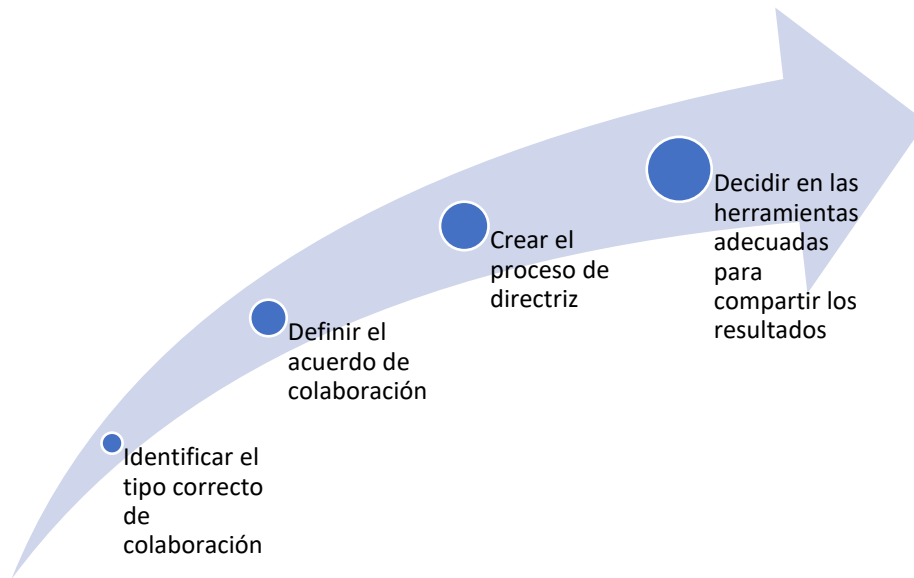 Identificar el
tipo correcto
de
colaboración
Definir el
acuerdo de
colaboración
Crear el
proceso de
directriz
Decidir en las
herramientas
adecuadas
para
compartir los
resultados